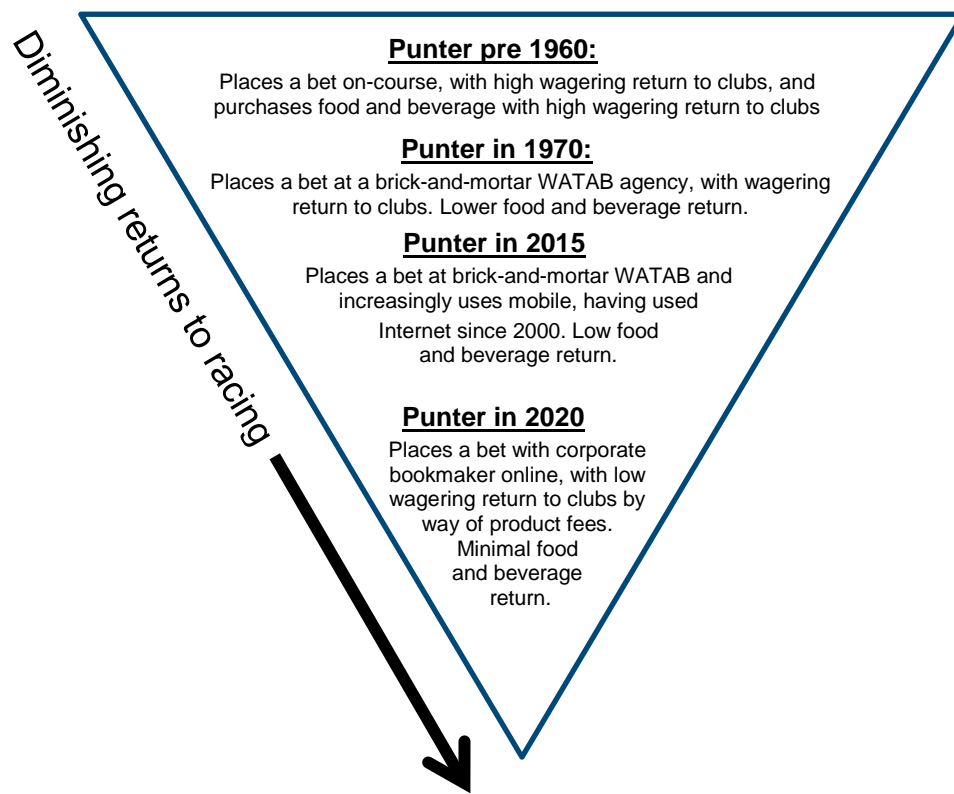 Diminishing returns to racing
Punter pre 1960:
Places a bet on-course, with high wagering return to clubs, and
purchases food and beverage with high wagering return to clubs
Punter in 1970:
Places a bet at a brick-and-mortar WATAB agency, with wagering
return to clubs. Lower food and beverage return.
Punter in 2015
Places a bet at brick-and-mortar WATAB and
increasingly uses mobile, having used
Internet since 2000. Low food
and beverage return.
Punter in 2020
Places a bet with corporate
bookmaker online, with low
wagering return to clubs by
way of product fees.
Minimal food
and beverage
return.